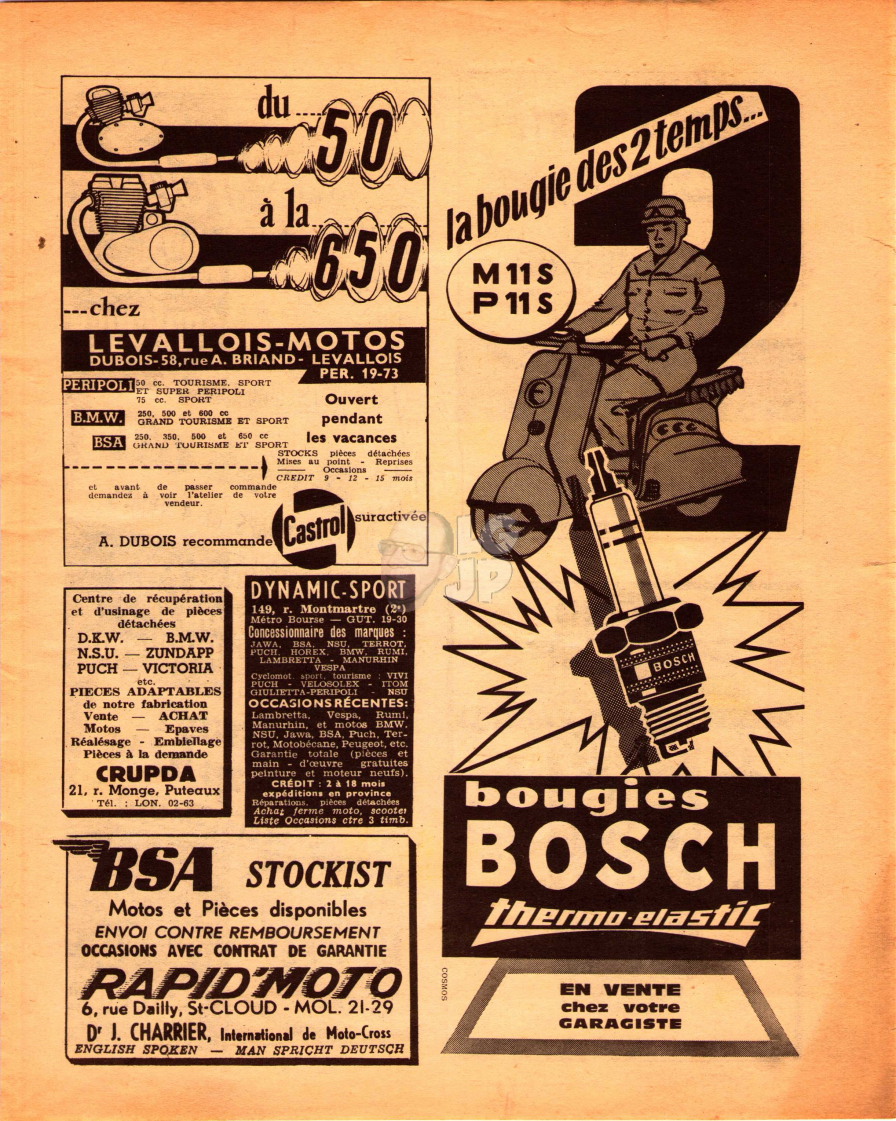 du.....50
à la.....650
---chez
LEVALLOIS-MOTOS
DUBOIS-58, rue A. BRIAND- LEVALLOIS
PER. 19-73
PERIPOLI 50 cc. TOURISME, SPORT
ET SUPER PERIPOLI
75 cc. SPORT
B.M.W. 250, 500 et 600 cc
GRAND TOURISME ET SPORT
BSA 250, 350, 500 et 650 cc
GRAND TOURISME ET SPORT
Ouvert
pendant
les vacances
STOCKS pièces détachées
Mises au point - Reprises
Occasions
CREDIT 9 - 12 - 15 mois
et avant de passer commande
demandez à voir l'atelier de votre
vendeur.
A. DUBOIS recommande Castrol suractivée
Centre de récupération
et d'usinage de pièces
détachées
D.K.W. — B.M.W.
N.S.U. — ZUNDAPP
PUCH — VICTORIA
etc.
PIECES ADAPTABLES
de notre fabrication
Vente — ACHAT
Motos — Epaves
Réalésage - Embiellage
Pièces à la demande
CRUPDA
21, r. Monge, Puteaux
Tél. : LON. 02-63
DYNAMIC-SPORT
149, r. Montmartre (2e)
Métro Bourse — GUT. 19-30
Concessionnaire des marques :
JAWA, BSA, NSU, TERROT,
PUCH, HOREX, BMW, RUMI,
LAMBRETTA - MANURHIN
VESPA
Cyclomot. sport, tourisme : VIVI
PUCH - VELOSOLEX - ITOM
GIULIETTA-PERIPOLI - NSU
OCCASIONS RÉCENTES:
Lambretta, Vespa, Rumi,
Manurhin, et motos BMW,
NSU, Jawa, BSA, Puch, Ter-
rot, Motobécane, Peugeot, etc.
Garantie totale (pièces et
main - d'œuvre gratuites
peinture et moteur neufs).
CRÉDIT : 2 à 18 mois
expéditions en province
Réparations, pièces détachées
Achat ferme moto, scooter
Liste Occasions ctre 3 timb.
BSA STOCKIST
Motos et Pièces disponibles
ENVOI CONTRE REMBOURSEMENT
OCCASIONS AVEC CONTRAT DE GARANTIE
RAPID'MOTO
6, rue Dailly, St-CLOUD - MOL. 21-29
Dr J. CHARRIER, International de Moto-Cross
ENGLISH SPOKEN — MAN SPRICHT DEUTSCH
2
la bougie des 2 temps...
M 11 S
P 11 S
BOSCH
bougies
BOSCH
thermo-elastic
COSMOS
EN VENTE
chez votre
GARAGISTE
LC
JP